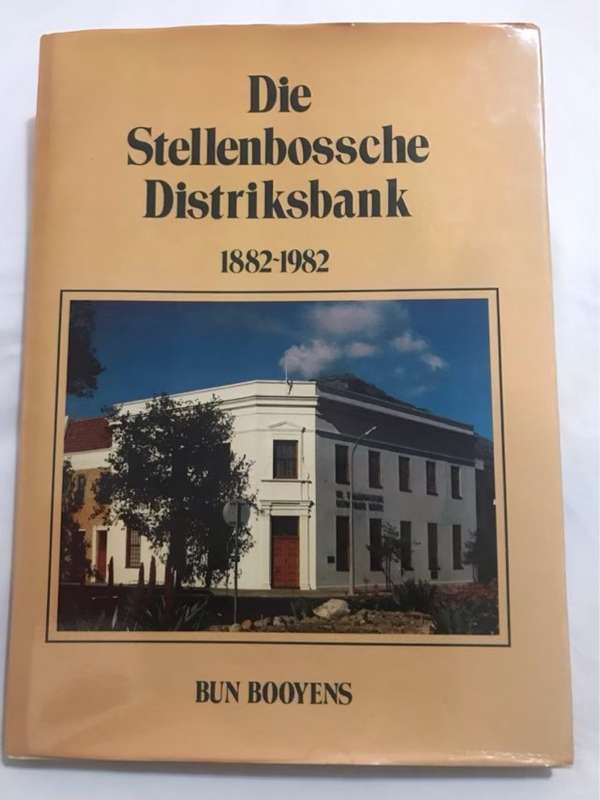 Die
Stellenbossche
Distriksbank
1882-1982
BUN BOOYENS